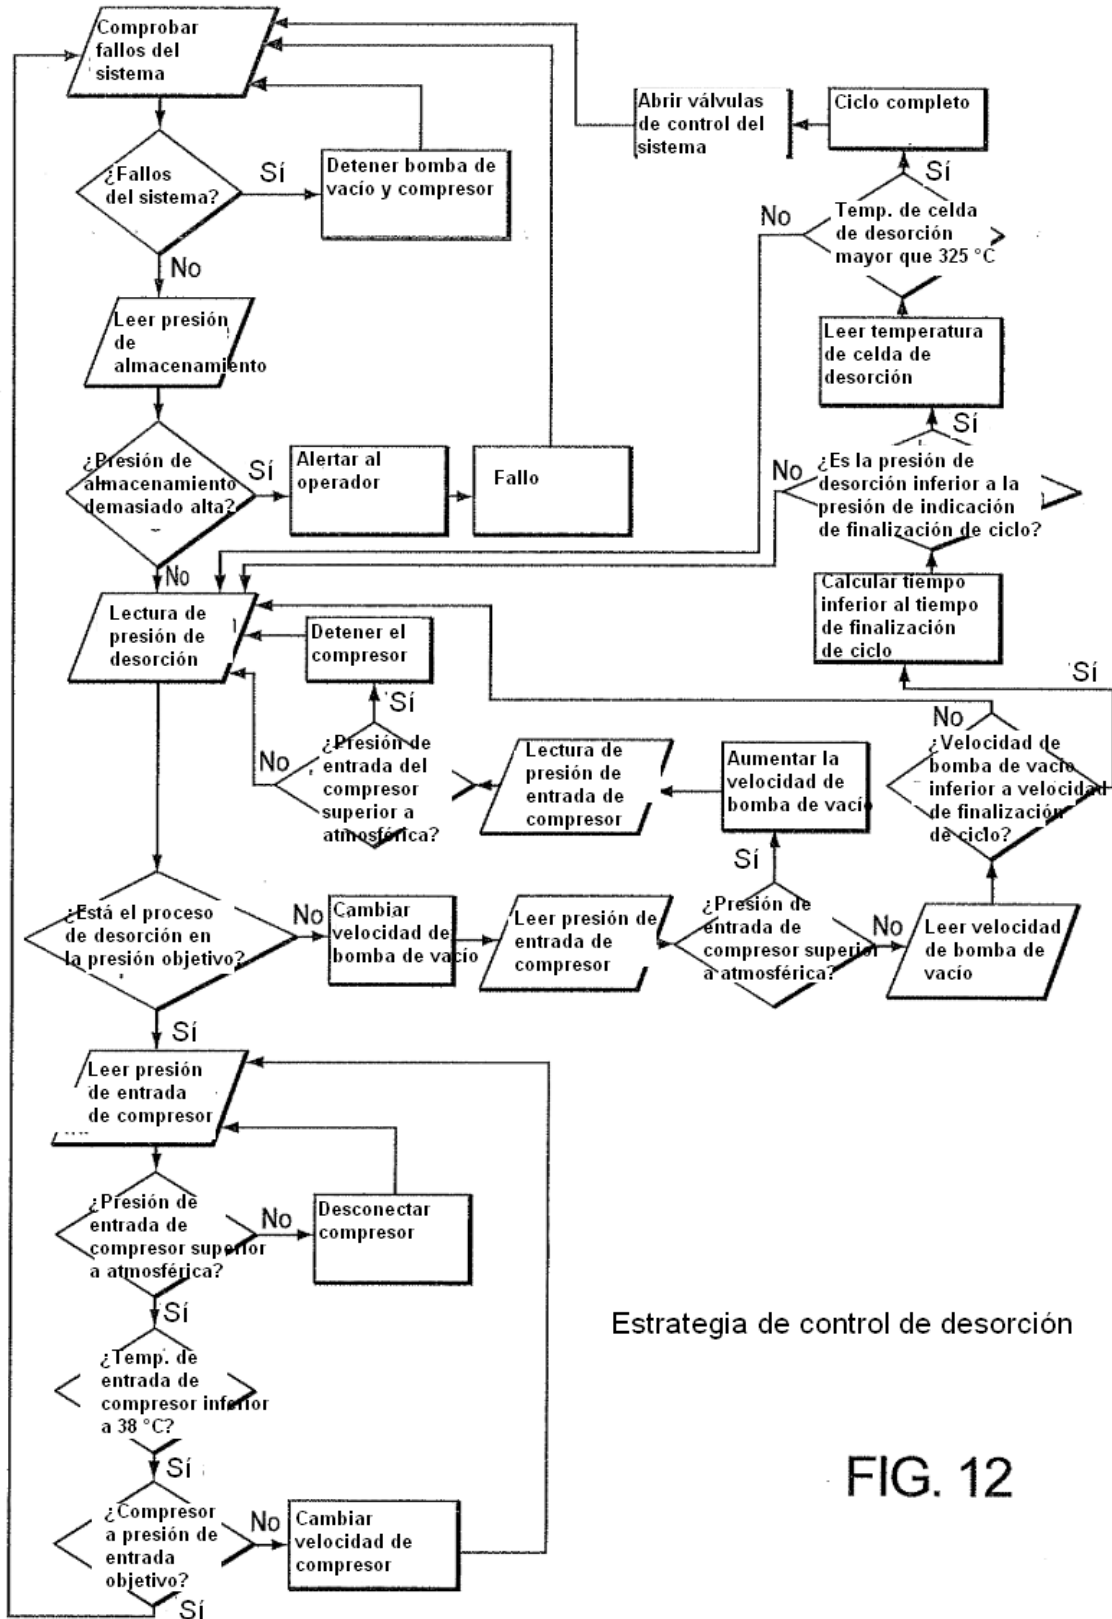 Comprobar
fallos del
sistema
¿Fallos
del sistema?
Sí
Detener bomba de
vacío y compresor
No
Leer presión
de
almacenamiento
¿Presión de
almacenamiento
demasiado alta?
Sí
Alertar al
operador
Fallo
No
Lectura de
presión de
desorción
Abrir válvulas
de control del
sistema
Ciclo completo
Sí
No
Temp. de celda
de desorción
mayor que 325 °C
Leer temperatura
de celda de
desorción
Sí
No
¿Es la presión de
desorción inferior a la
presión de indicación
de finalización de ciclo?
Calcular tiempo
inferior al tiempo
de finalización
de ciclo
Sí
Detener el
compresor
Sí
No
¿Presión de
entrada del
compresor
superior a
atmosférica?
Lectura de
presión de
entrada de
compresor
Aumentar la
velocidad de
bomba de vacío
Sí
No
¿Velocidad de
bomba de vacío
inferior a velocidad
de finalización
de ciclo?
¿Está el proceso
de desorción en
la presión objetivo?
No
Cambiar
velocidad de
bomba de vacío
Leer presión de
entrada de
compresor
¿Presión de
entrada de
compresor superior
a atmosférica?
No
Leer velocidad
de bomba de
vacío
Sí
Leer presión
de entrada
de compresor
¿Presión de
entrada de
compresor superior
a atmosférica?
No
Desconectar
compresor
Sí
¿Temp. de
entrada de
compresor inferior
a 38 °C?
Sí
¿Compresor
a presión de
entrada
objetivo?
No
Cambiar
velocidad de
compresor
Sí
Estrategia de control de desorción
FIG. 12